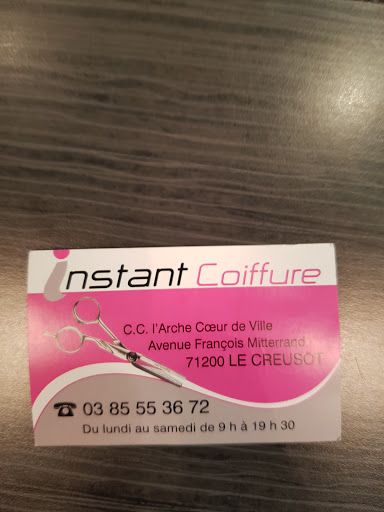 instant Coiffure
C.C. l'Arche Cœur de Ville
Avenue François Mitterrand
71200 LE CREUSOT
☎ 03 85 55 36 72
Du lundi au samedi de 9 h à 19 h 30